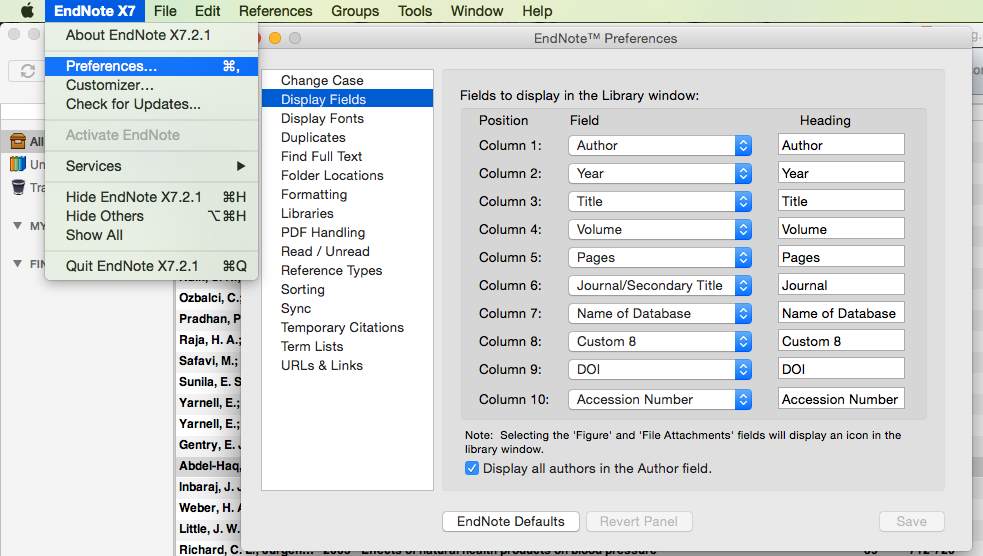 EndNote X7 File Edit References Groups Tools Window Help
About EndNote X7.2.1
Preferences... ⌘,
Customizer...
Check for Updates...
Activate EndNote
Services
Hide EndNote X7.2.1 ⌘H
Hide Others ⌥⌘H
Show All
Quit EndNote X7.2.1 ⌘Q
All
Ozbalci, C.;
Pradhan, P
Raja, H. A.;
Safavi, M.;
Sunila, E. S
Yarnell, E.;
Yarnell, E.;
Gentry, E. J
Abdel-Haq,
Inbaraj, J. J
Weber, H. A
Little, J. W.
EndNote™ Preferences
Change Case
Display Fields
Display Fonts
Duplicates
Find Full Text
Folder Locations
Formatting
Libraries
PDF Handling
Read / Unread
Reference Types
Sorting
Sync
Temporary Citations
Term Lists
URLs & Links
Fields to display in the Library window:
Position Field Heading
Column 1: Author Author
Column 2: Year Year
Column 3: Title Title
Column 4: Volume Volume
Column 5: Pages Pages
Column 6: Journal/Secondary Title Journal
Column 7: Name of Database Name of Database
Column 8: Custom 8 Custom 8
Column 9: DOI DOI
Column 10: Accession Number Accession Number
Note: Selecting the 'Figure' and 'File Attachments' fields will display an icon in the
library window.
Display all authors in the Author field.
EndNote Defaults Revert Panel Save
Effects of natural health products on blood pressure